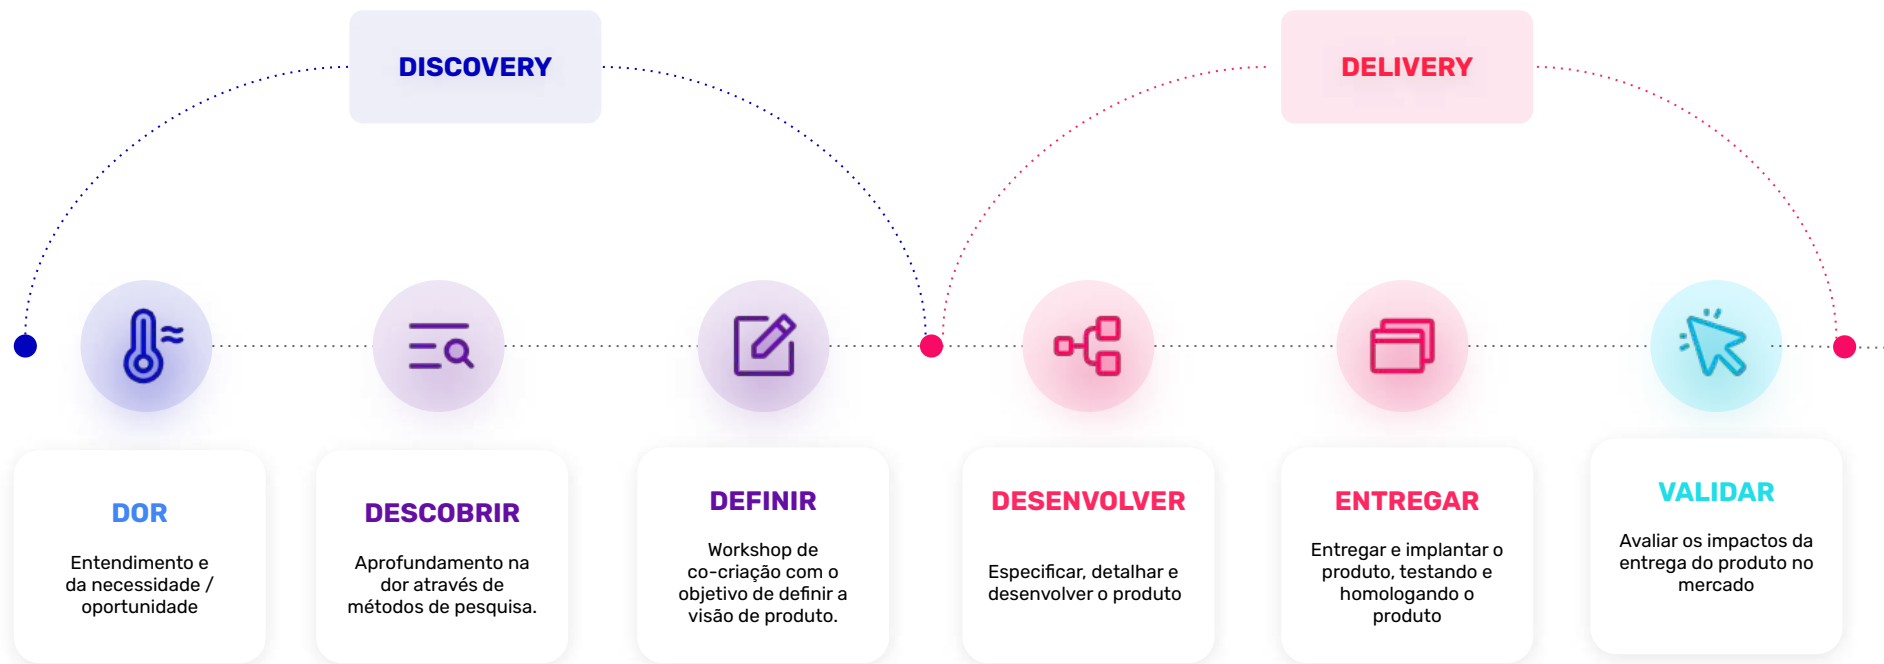 DISCOVERY
DELIVERY
DOR
Entendimento e
da necessidade /
oportunidade
DESCOBRIR
Aprofundamento na
dor através de
métodos de pesquisa.
DEFINIR
Workshop de
co-criação com o
objetivo de definir a
visão de produto.
DESENVOLVER
Especificar, detalhar e
desenvolver o produto
ENTREGAR
Entregar e implantar o
produto, testando e
homologando o
produto
VALIDAR
Avaliar os impactos da
entrega do produto no
mercado